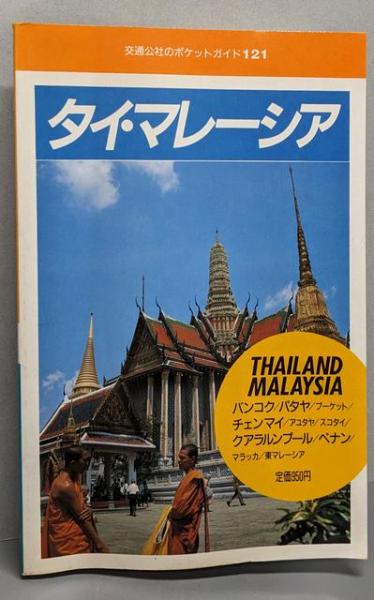 交通公社のポケットガイド121
タイ・マレーシア
THAILAND
MALAYSIA
バンコク/パタヤ/プーケット/
チェンマイ/アユタヤ/スコタイ/
クアラルンプール/ペナン/
マラッカ/東マレーシア
定価950円